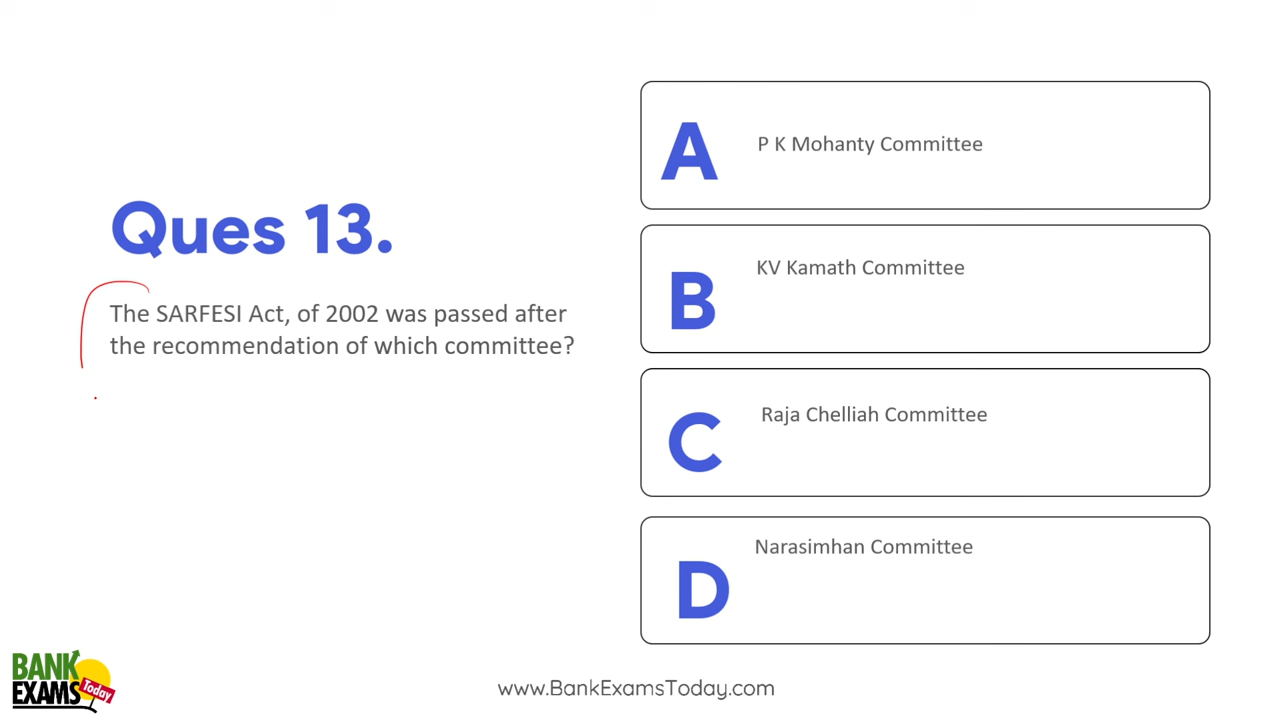 Ques 13.
The SARFESI Act, of 2002 was passed after
the recommendation of which committee?
A
P K Mohanty Committee
B
KV Kamath Committee
C
Raja Chelliah Committee
D
Narasimhan Committee
BANK
EXAMS
Today
www.BankExamsToday.com